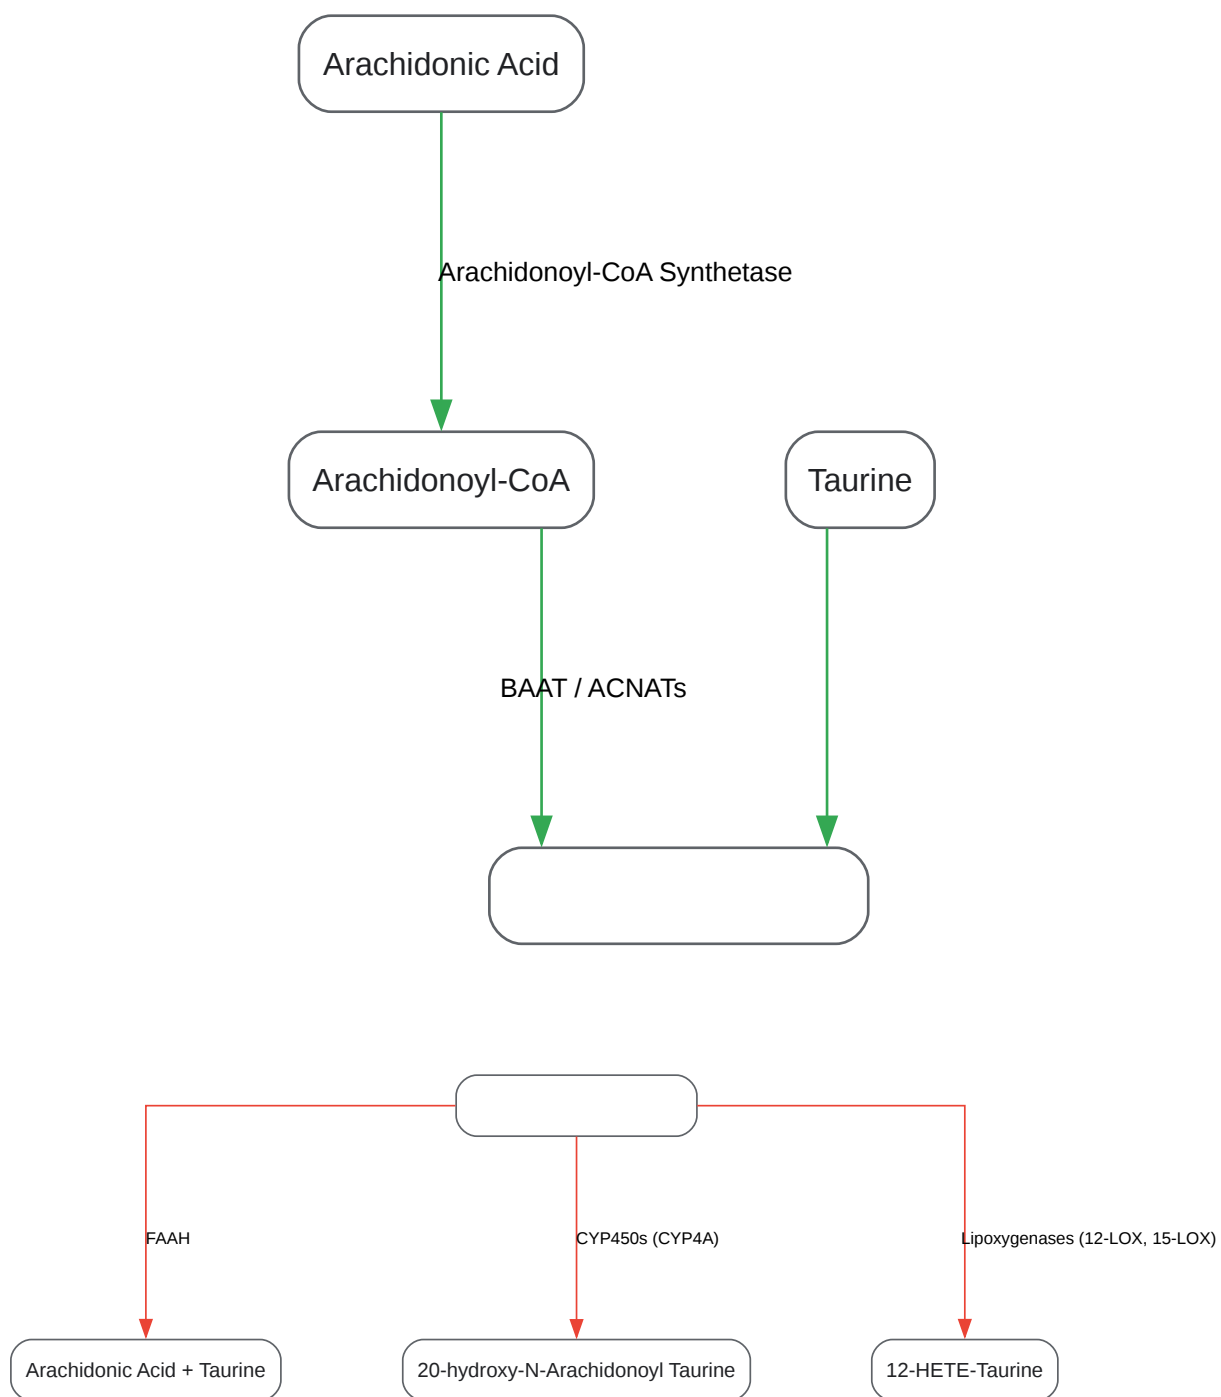 Arachidonic Acid
Arachidonoyl-CoA Synthetase
Arachidonoyl-CoA
Taurine
BAAT / ACNATs
FAAH
CYP450s (CYP4A)
Lipoxygenases (12-LOX, 15-LOX)
Arachidonic Acid + Taurine
20-hydroxy-N-Arachidonoyl Taurine
12-HETE-Taurine